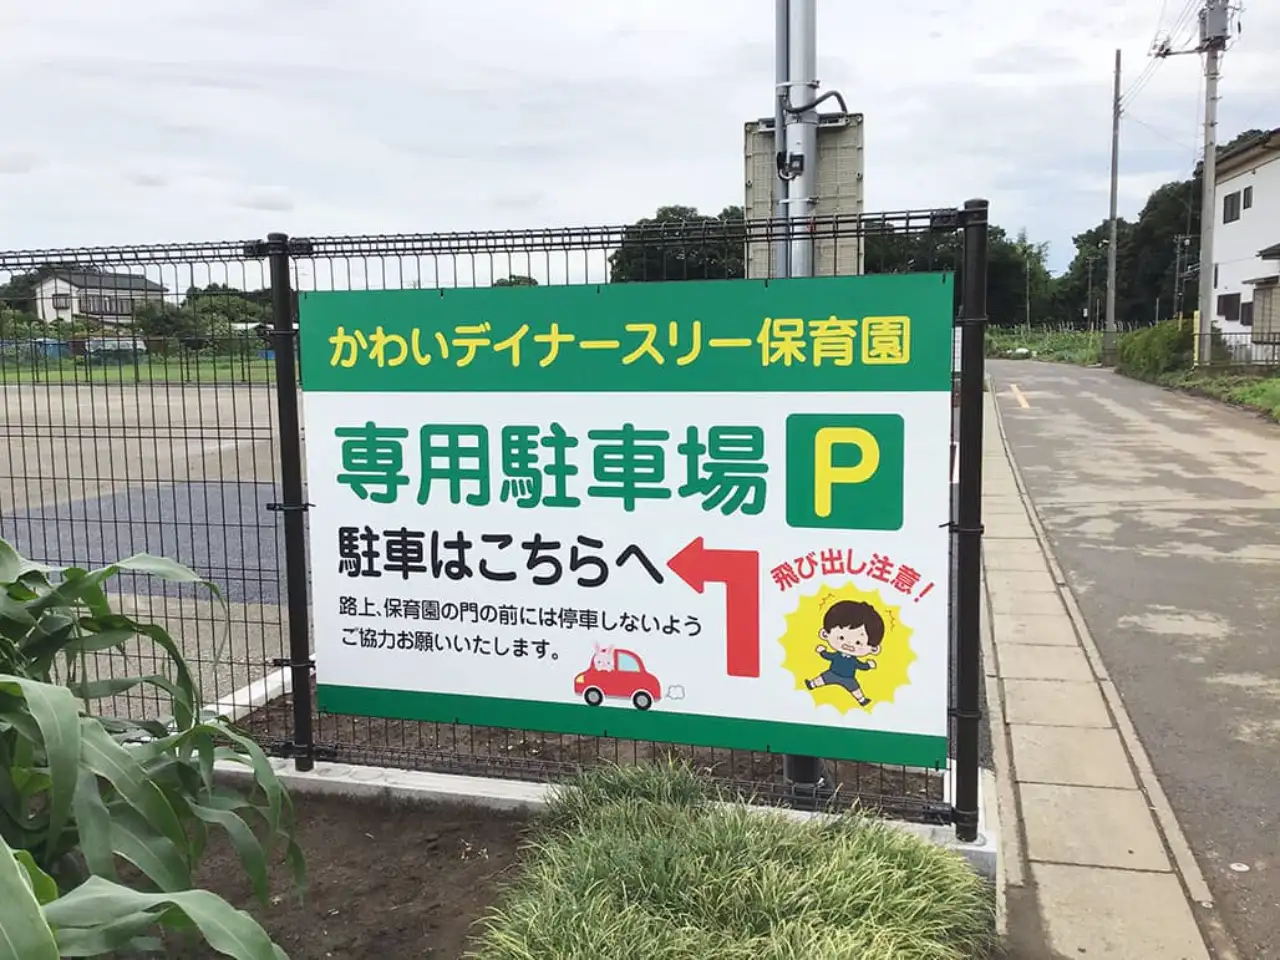 かわいデイナースリー保育園
専用駐車場 P
駐車はこちらへ
飛び出し注意!
路上、保育園の門の前には停車しないよう
ご協力お願いいたします。